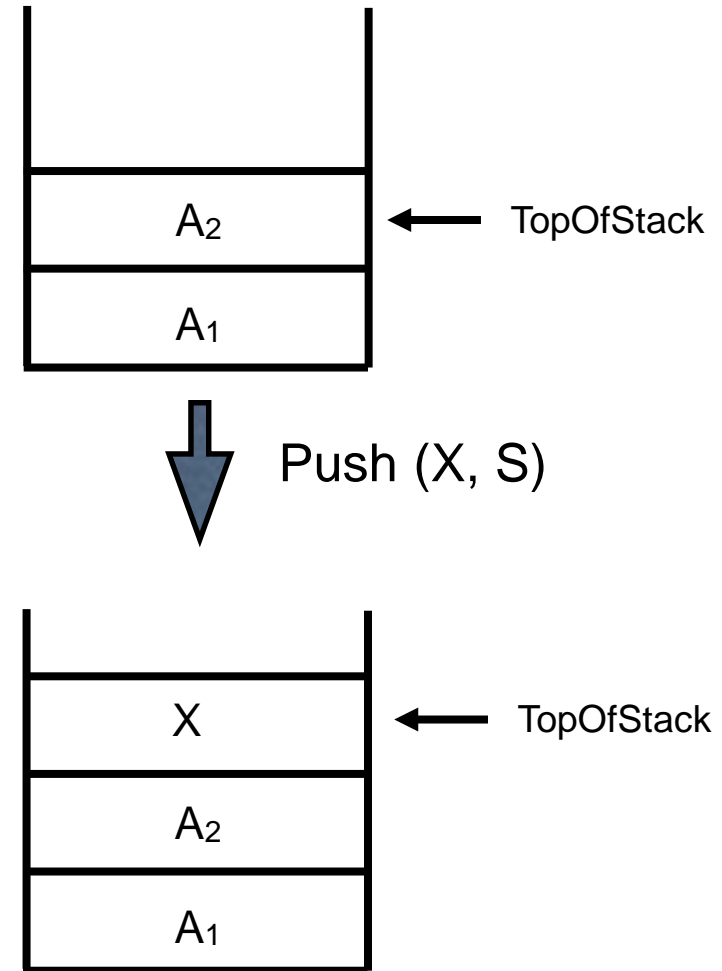 A₂
TopOfStack
A₁
Push (X, S)
X
TopOfStack
A₂
A₁